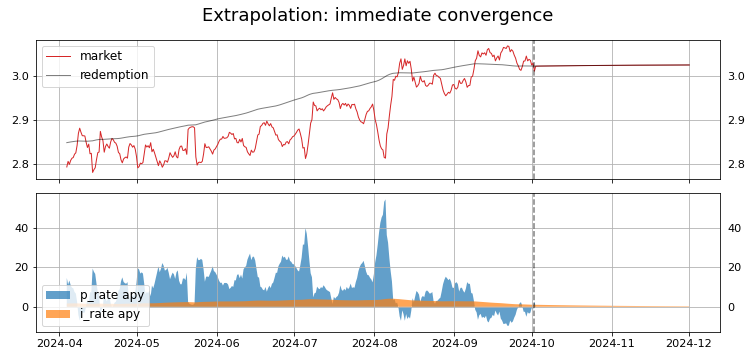 Extrapolation: immediate convergence
market
redemption
3.0 3.0
2.9 2.9
2.8 2.8
40 40
20 20
0 0
p_rate apy
i_rate apy
2024-04 2024-05 2024-06 2024-07 2024-08 2024-09 2024-10 2024-11 2024-12